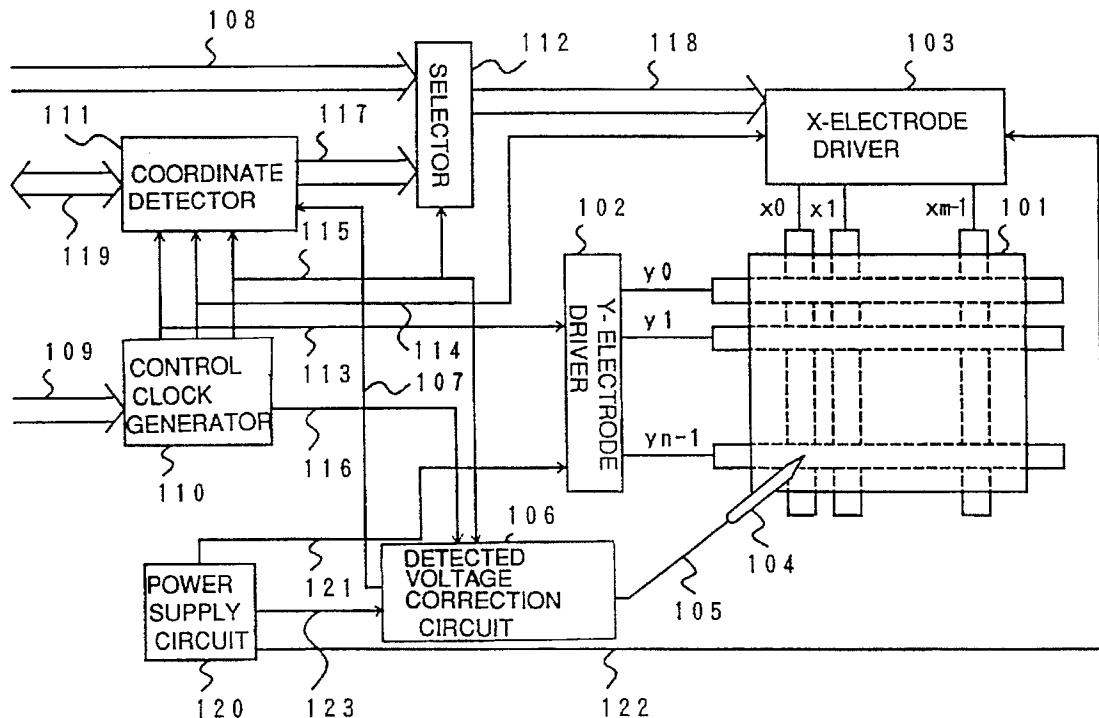 108
112
118
103
SELECTOR
111
117
X-ELECTRODE
DRIVER
COORDINATE
DETECTOR
x0 x1 xm-1 101
102
119
115
y0
Y-ELECTRODE
DRIVER
y1
109
CONTROL
CLOCK
GENERATOR
113
114
107
yn-1
116
110
106
104
DETECTED
VOLTAGE
CORRECTION
CIRCUIT
121
105
POWER
SUPPLY
CIRCUIT
120
123
122